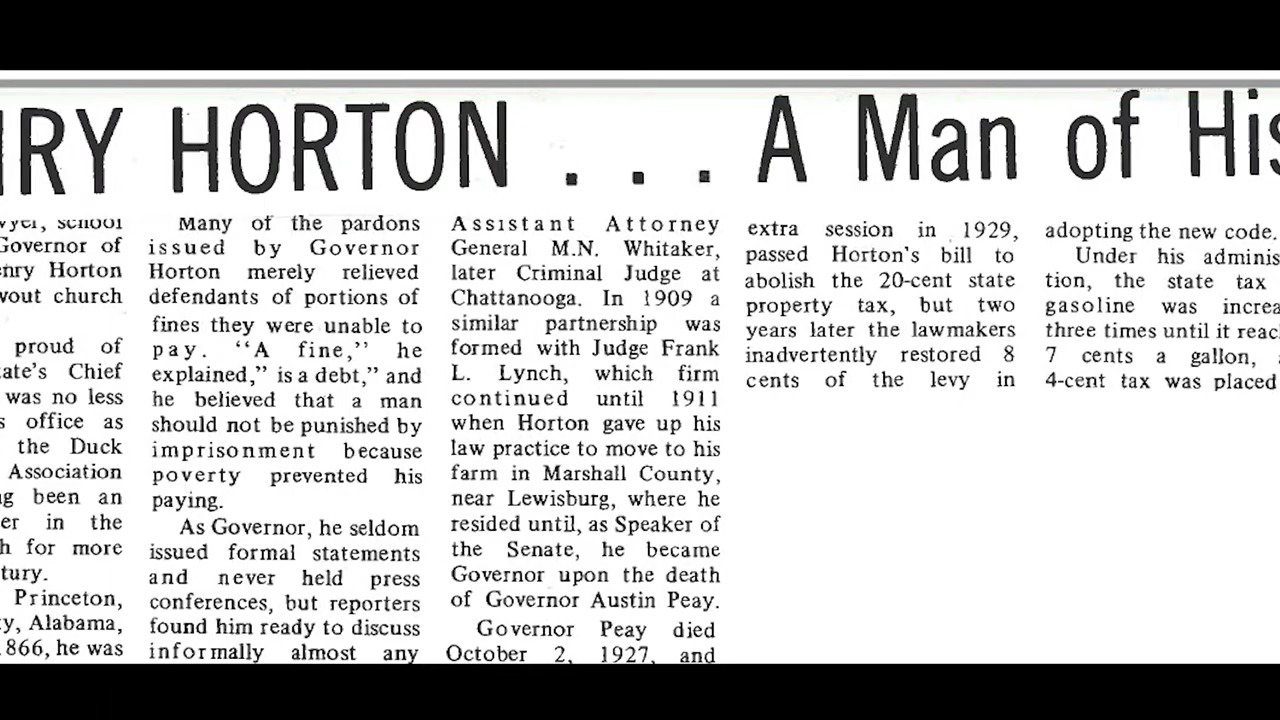 NRY HORTON . . . A Man of His
wyer, school
Governor of
enry Horton
vout church
proud of
ate's Chief
was no less
s office as
the Duck
Association
ng been an
er in the
h for more
tury.
Princeton,
y, Alabama,
1866, he was
Many of the pardons
issued by Governor
Horton merely relieved
defendants of portions of
fines they were unable to
pay. “A fine,” he
explained,” is a debt,” and
he believed that a man
should not be punished by
imprisonment because
poverty prevented his
paying.
As Governor, he seldom
issued formal statements
and never held press
conferences, but reporters
found him ready to discuss
informally almost any
Assistant Attorney
General M.N. Whitaker,
later Criminal Judge at
Chattanooga. In 1909 a
similar partnership was
formed with Judge Frank
L. Lynch, which firm
continued until 1911
when Horton gave up his
law practice to move to his
farm in Marshall County,
near Lewisburg, where he
resided until, as Speaker of
the Senate, he became
Governor upon the death
of Governor Austin Peay.
Governor Peay died
October 2, 1927, and
extra session in 1929,
passed Horton's bill to
abolish the 20-cent state
property tax, but two
years later the lawmakers
inadvertently restored 8
cents of the levy in
adopting the new code.
Under his adminis
tion, the state tax
gasoline was increa
three times until it reac
7 cents a gallon,
4-cent tax was placed